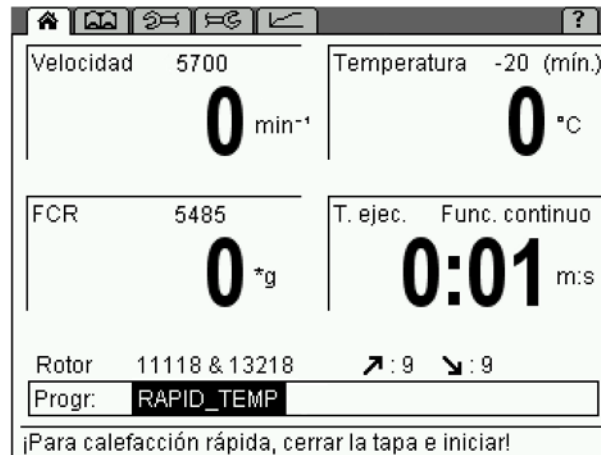 ?
Velocidad 5700
0 min⁻¹
Temperatura -20 (mín.)
0 °C
FCR 5485
0 *g
T. ejec. Func. continuo
0:01 m:s
Rotor 11118 & 13218 ↗ : 9 ↘ : 9
Progr: RAPID_TEMP
¡Para calefacción rápida, cerrar la tapa e iniciar!